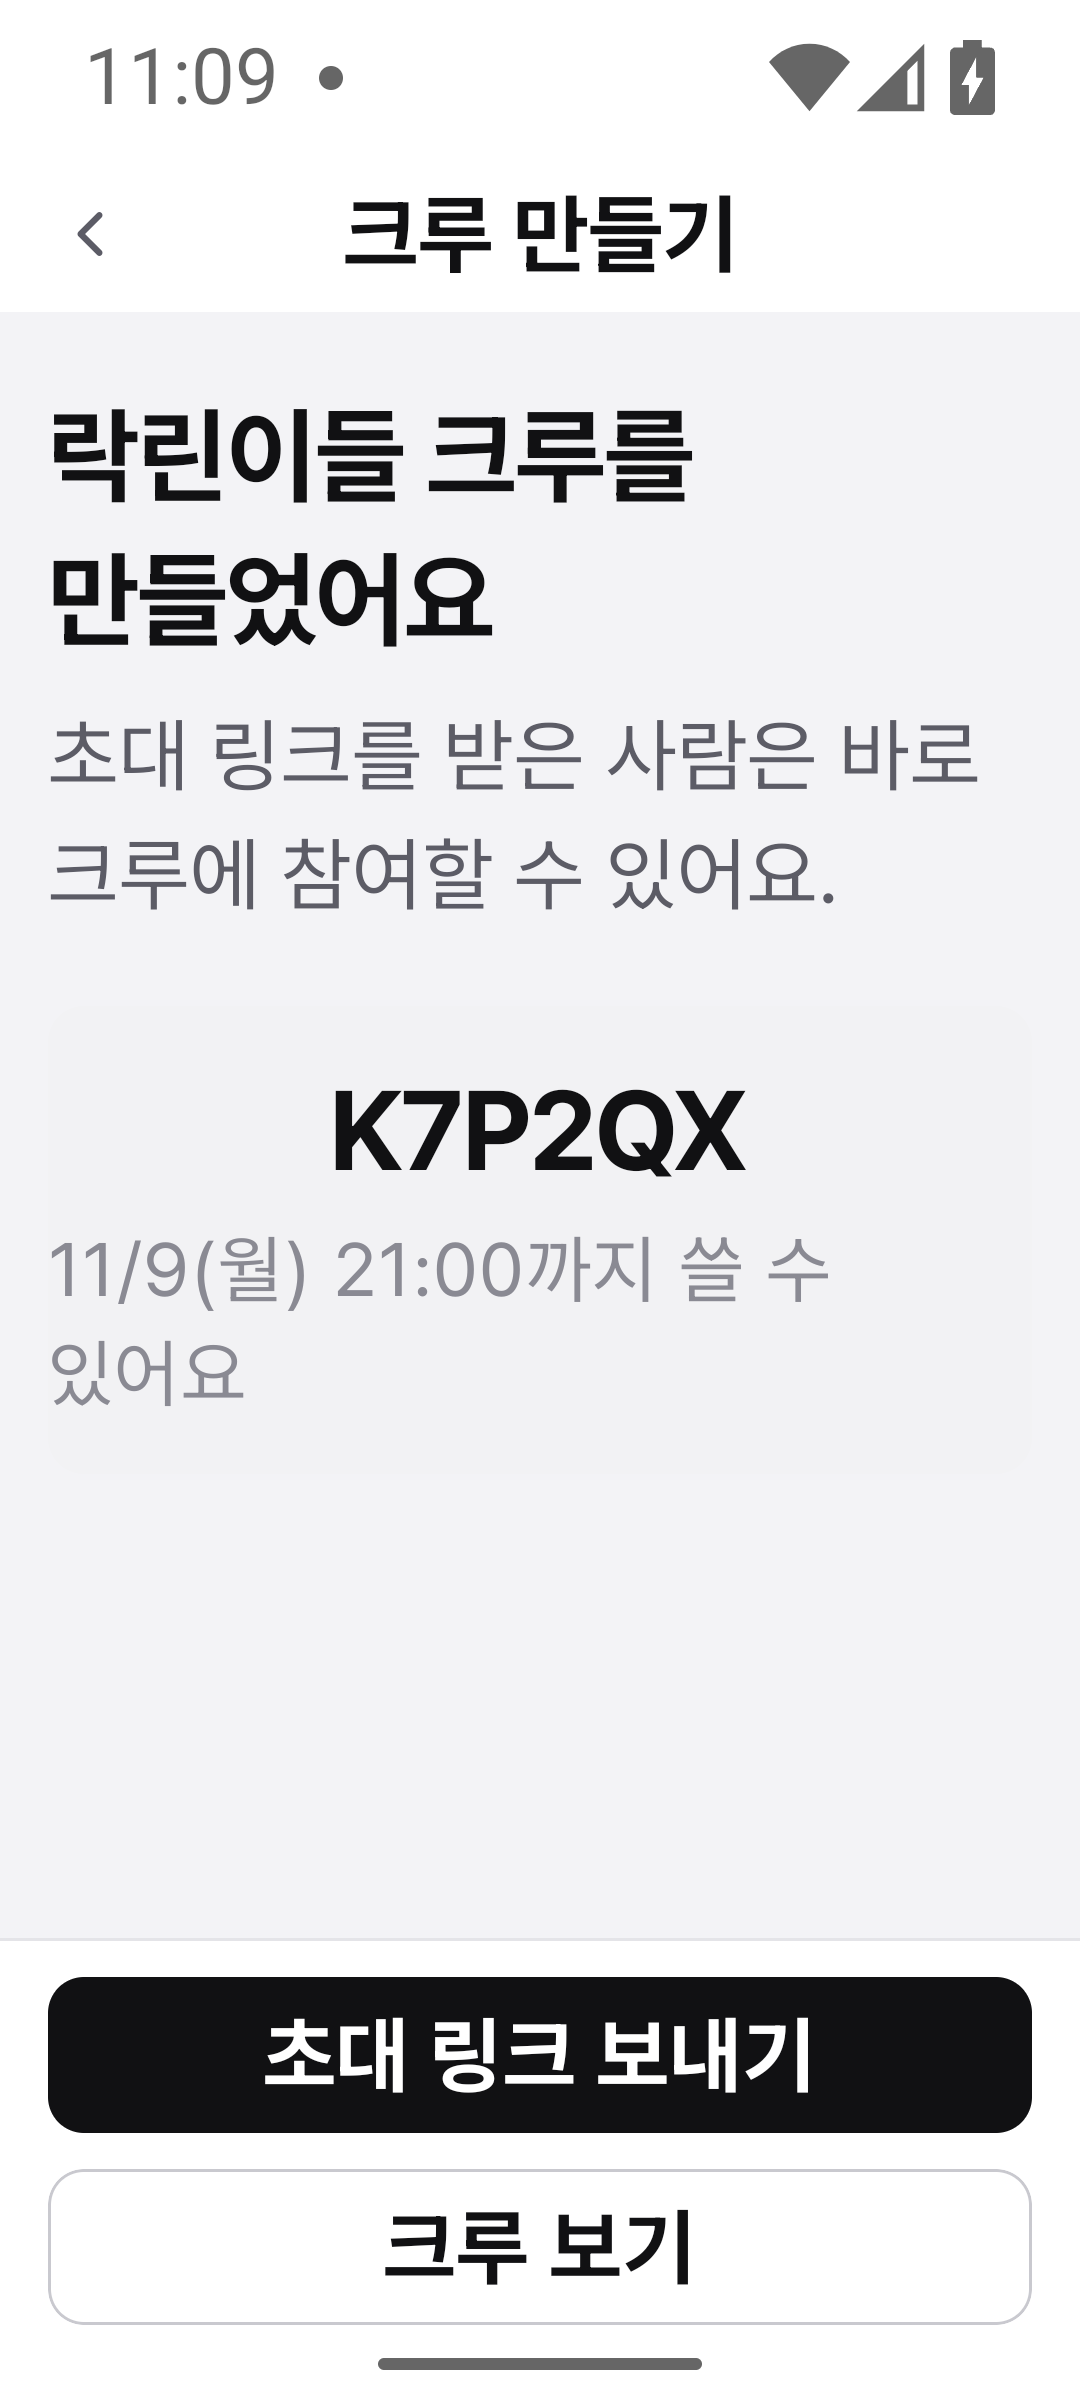 11:09
크루 만들기
락린이들 크루를
만들었어요
초대 링크를 받은 사람은 바로
크루에 참여할 수 있어요.
K7P2QX
11/9(월) 21:00까지 쓸 수
있어요
초대 링크 보내기
크루 보기